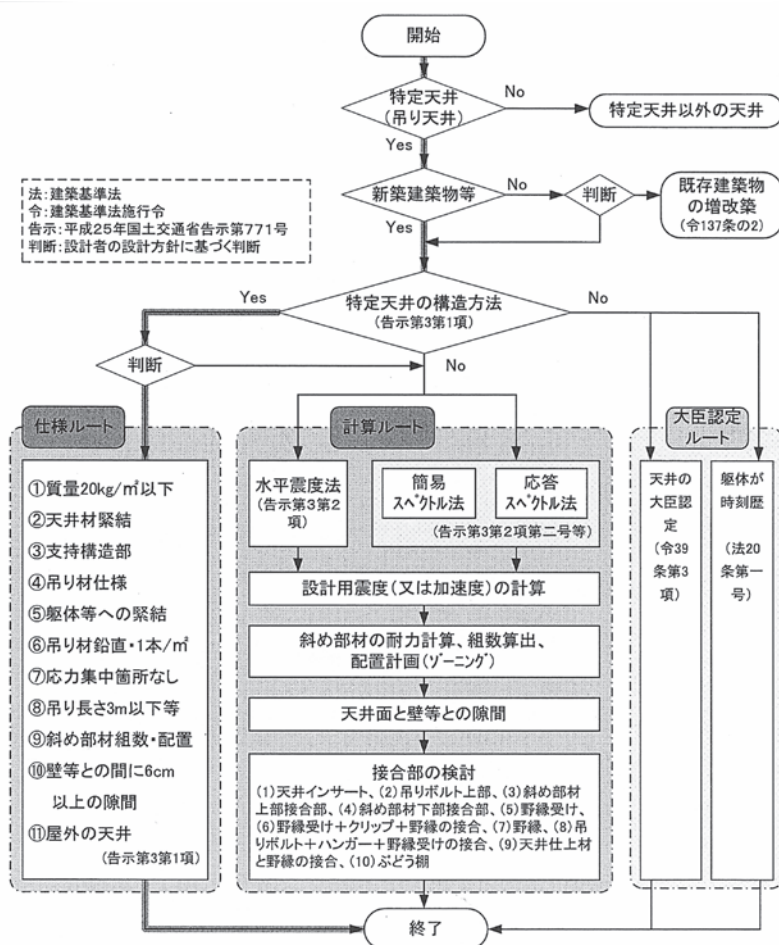 開始
特定天井
(吊り天井)
No
特定天井以外の天井
Yes
法:建築基準法
令:建築基準法施行令
告示:平成25年国土交通省告示第771号
判断:設計者の設計方針に基づく判断
新築建築物等
No
判断
既存建築物
の増改築
(令137条の2)
Yes
Yes
特定天井の構造方法
(告示第3第1項)
No
判断
No
仕様ルート
①質量20kg/㎡以下
②天井材緊結
③支持構造部
④吊り材仕様
⑤躯体等への緊結
⑥吊り材鉛直・1本/㎡
⑦応力集中箇所なし
⑧吊り長さ3m以下等
⑨斜め部材組数・配置
⑩壁等との間に6cm
以上の隙間
⑪屋外の天井
(告示第3第1項)
計算ルート
水平震度法
(告示第3第2
項)
簡易
スペクトル法
応答
スペクトル法
(告示第3第2項第二号等)
設計用震度(又は加速度)の計算
斜め部材の耐力計算、組数算出、
配置計画(ゾーニング)
天井面と壁等との隙間
接合部の検討
(1)天井インサート、(2)吊りボルト上部、(3)斜め部材
上部接合部、(4)斜め部材下部接合部、(5)野縁受け、
(6)野縁受け+クリップ+野縁の接合、(7)野縁、(8)吊
りボルト+ハンガー+野縁受けの接合、(9)天井仕上材
と野縁の接合、(10)ぶどう棚
大臣認定
ルート
天井の
大臣認
定
(令39
条第3
項)
躯体が
時刻歴
(法20
条第一
号)
終了